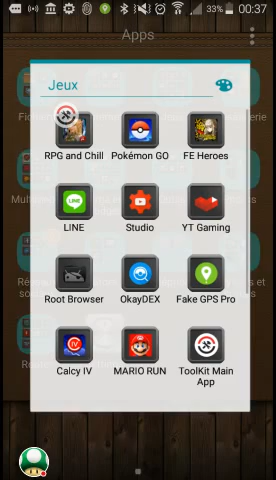 33% 00:37
Apps
Jeux
RPG and Chill Pokémon GO FE Heroes
LINE Studio YT Gaming
Root Browser OkayDEX Fake GPS Pro
Calcy IV MARIO RUN ToolKit Main
App